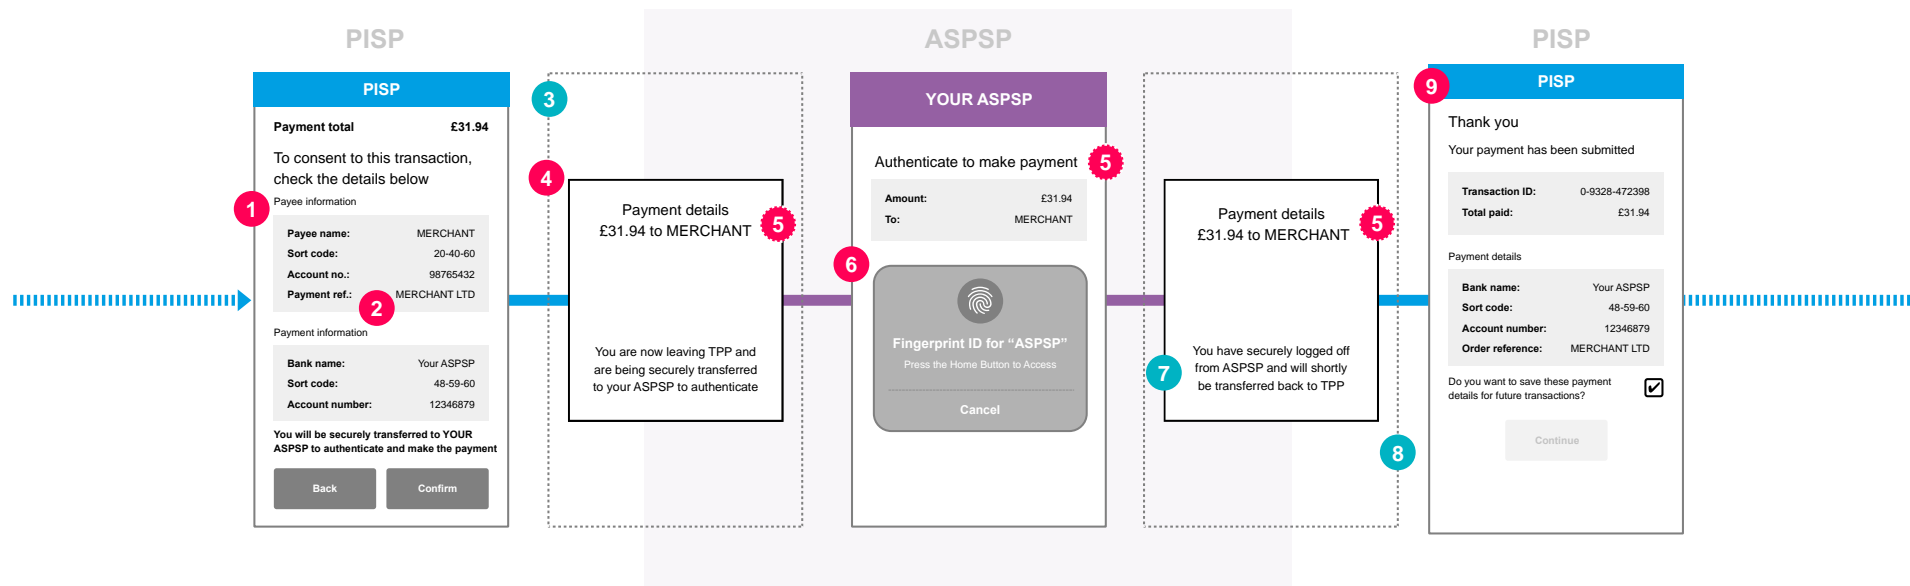 PISP
ASPSP
PISP
PISP
Payment total £31.94
To consent to this transaction,
check the details below
1
Payee information
Payee name: MERCHANT
Sort code: 20-40-60
Account no.: 98765432
Payment ref.: MERCHANT LTD
2
Payment information
Bank name: Your ASPSP
Sort code: 48-59-60
Account number: 12346879
You will be securely transferred to YOUR
ASPSP to authenticate and make the payment
Back Confirm
3
4
Payment details
£31.94 to MERCHANT
5
You are now leaving TPP and
are being securely transferred
to your ASPSP to authenticate
YOUR ASPSP
Authenticate to make payment
5
Amount: £31.94
To: MERCHANT
6
Fingerprint ID for “ASPSP”
Press the Home Button to Access
Cancel
Payment details
£31.94 to MERCHANT
5
7
You have securely logged off
from ASPSP and will shortly
be transferred back to TPP
8
9
PISP
Thank you
Your payment has been submitted
Transaction ID: 0-9328-472398
Total paid: £31.94
Payment details
Bank name: Your ASPSP
Sort code: 48-59-60
Account number: 12346879
Order reference: MERCHANT LTD
Do you want to save these payment
details for future transactions?
Continue